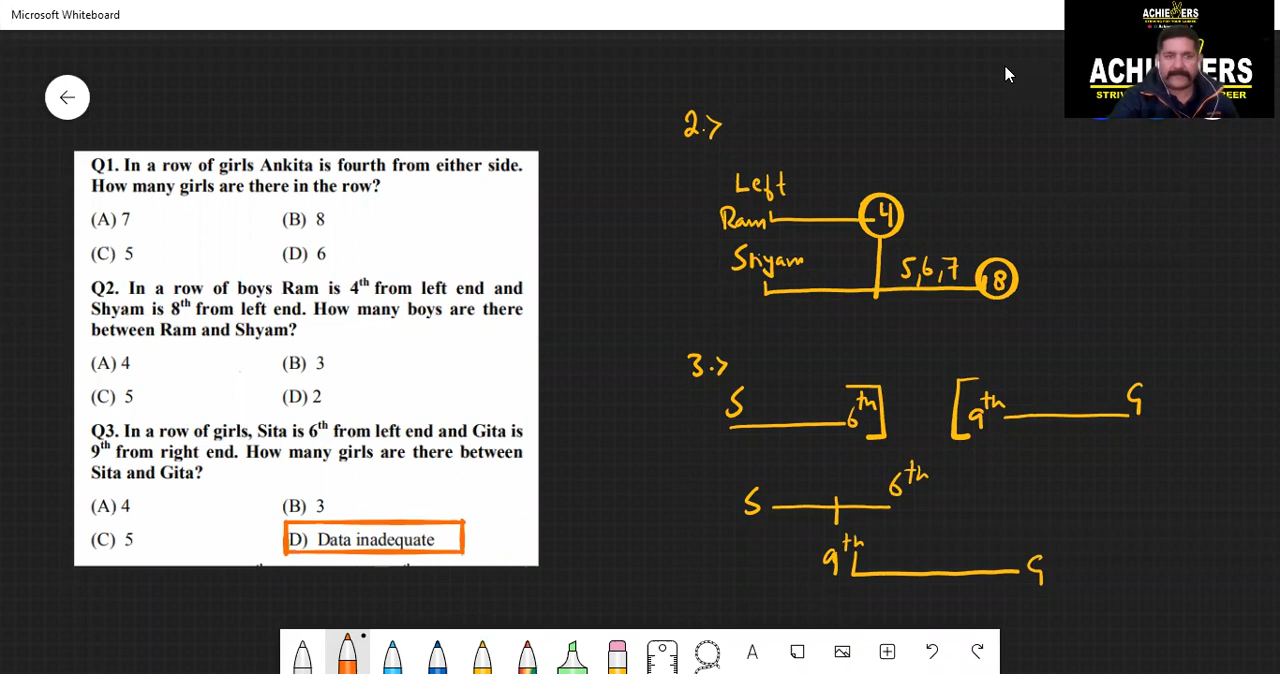 Microsoft Whiteboard
ACHIEVERS
ACHI ERS
STRIV EER
Q1. In a row of girls Ankita is fourth from either side.
How many girls are there in the row?
(A) 7 (B) 8
(C) 5 (D) 6
Q2. In a row of boys Ram is 4th from left end and
Shyam is 8th from left end. How many boys are there
between Ram and Shyam?
(A) 4 (B) 3
(C) 5 (D) 2
Q3. In a row of girls, Sita is 6th from left end and Gita is
9th from right end. How many girls are there between
Sita and Gita?
(A) 4 (B) 3
(C) 5 D) Data inadequate
2.>
Left
Ram 4
Shyam 5,6,7 8
3.>
S 6th 9th G
S 6th
9th G
A